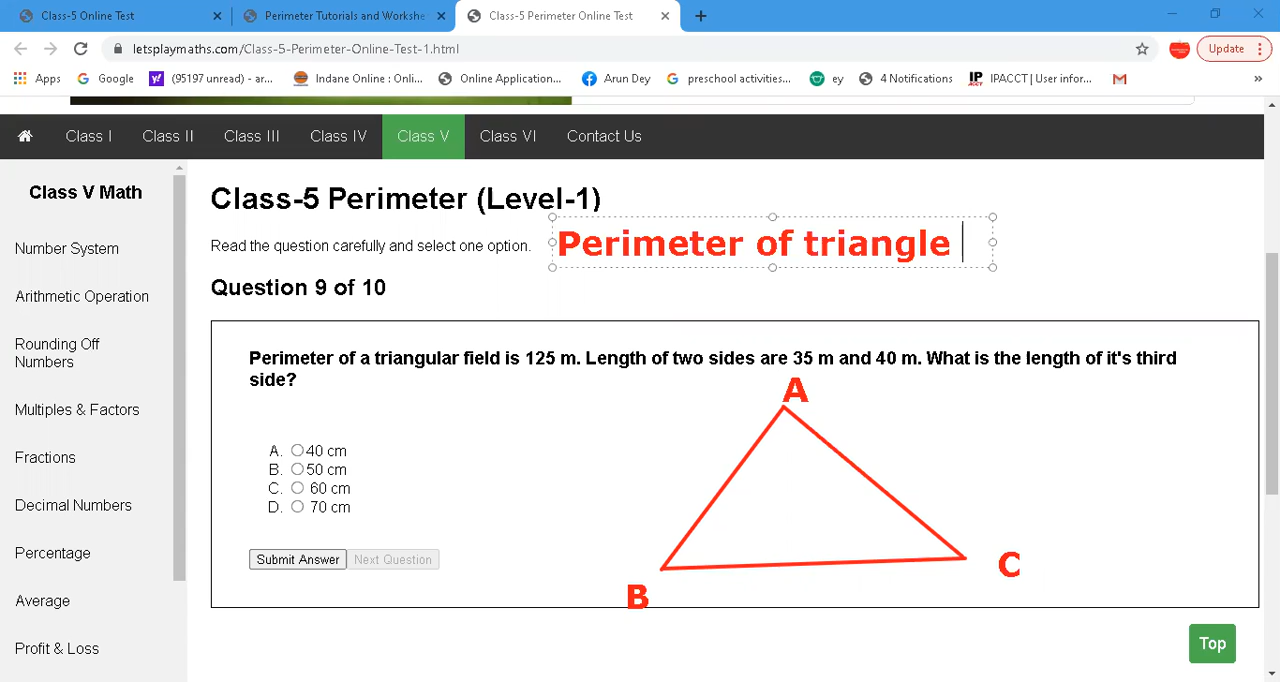 Class-5 Online Test
Perimeter Tutorials and Workshe
Class-5 Perimeter Online Test
letsplaymaths.com/Class-5-Perimeter-Online-Test-1.html
Update
Apps
Google
(95197 unread) - ar...
Indane Online : Onli...
Online Application...
Arun Dey
preschool activities...
ey
4 Notifications
IPACCT | User infor...
»
Class I
Class II
Class III
Class IV
Class V
Class VI
Contact Us
Class V Math
Number System
Arithmetic Operation
Rounding Off
Numbers
Multiples & Factors
Fractions
Decimal Numbers
Percentage
Average
Profit & Loss
Class-5 Perimeter (Level-1)
Read the question carefully and select one option.
Perimeter of triangle
Question 9 of 10
Perimeter of a triangular field is 125 m. Length of two sides are 35 m and 40 m. What is the length of it's third
side?
A. 40 cm
B. 50 cm
C. 60 cm
D. 70 cm
Submit Answer
Next Question
A
B
C
Top